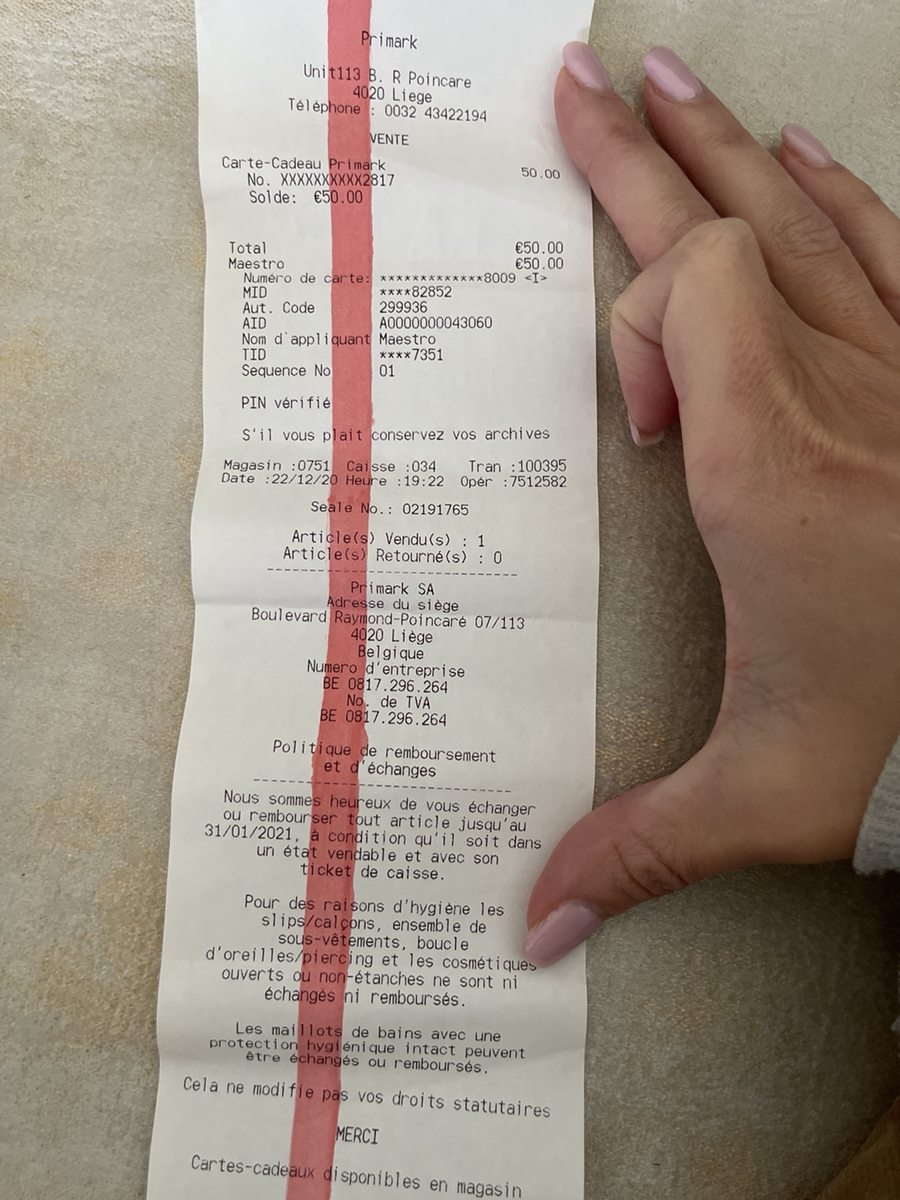 Primark
Unit113 B. R Poincare
4020 Liege
Téléphone : 0032 43422194
VENTE
Carte-Cadeau Primark 50.00
No. XXXXXXXXXX2817
Solde: €50.00
Total €50.00
Maestro €50.00
Numéro de carte: *************8009 <I>
MID ****82852
Aut. Code 299936
AID A0000000043060
Nom d`appliquant Maestro
TID ****7351
Sequence No 01
PIN vérifié
S'il vous plait conservez vos archives
Magasin :0751 Caisse :034 Tran :100395
Date :22/12/20 Heure :19:22 Opér :7512582
Seale No.: 02191765
Article(s) Vendu(s) : 1
Article(s) Retourné(s) : 0
Primark SA
Adresse du siège
Boulevard Raymond-Poincaré 07/113
4020 Liège
Belgique
Numero d'entreprise
BE 0817.296.264
No. de TVA
BE 0817.296.264
Politique de remboursement
et d'échanges
Nous sommes heureux de vous échanger
ou rembourser tout article jusqu'au
31/01/2021, à condition qu'il soit dans
un état vendable et avec son
ticket de caisse.
Pour des raisons d'hygiène les
slips/calçons, ensemble de
sous-vêtements, boucle
d'oreilles/piercing et les cosmétiques
ouverts ou non-étanches ne sont ni
échangés ni remboursés.
Les maillots de bains avec une
protection hygiénique intact peuvent
être échangés ou remboursés.
Cela ne modifie pas vos droits statutaires
MERCI
Cartes-cadeaux disponibles en magasin